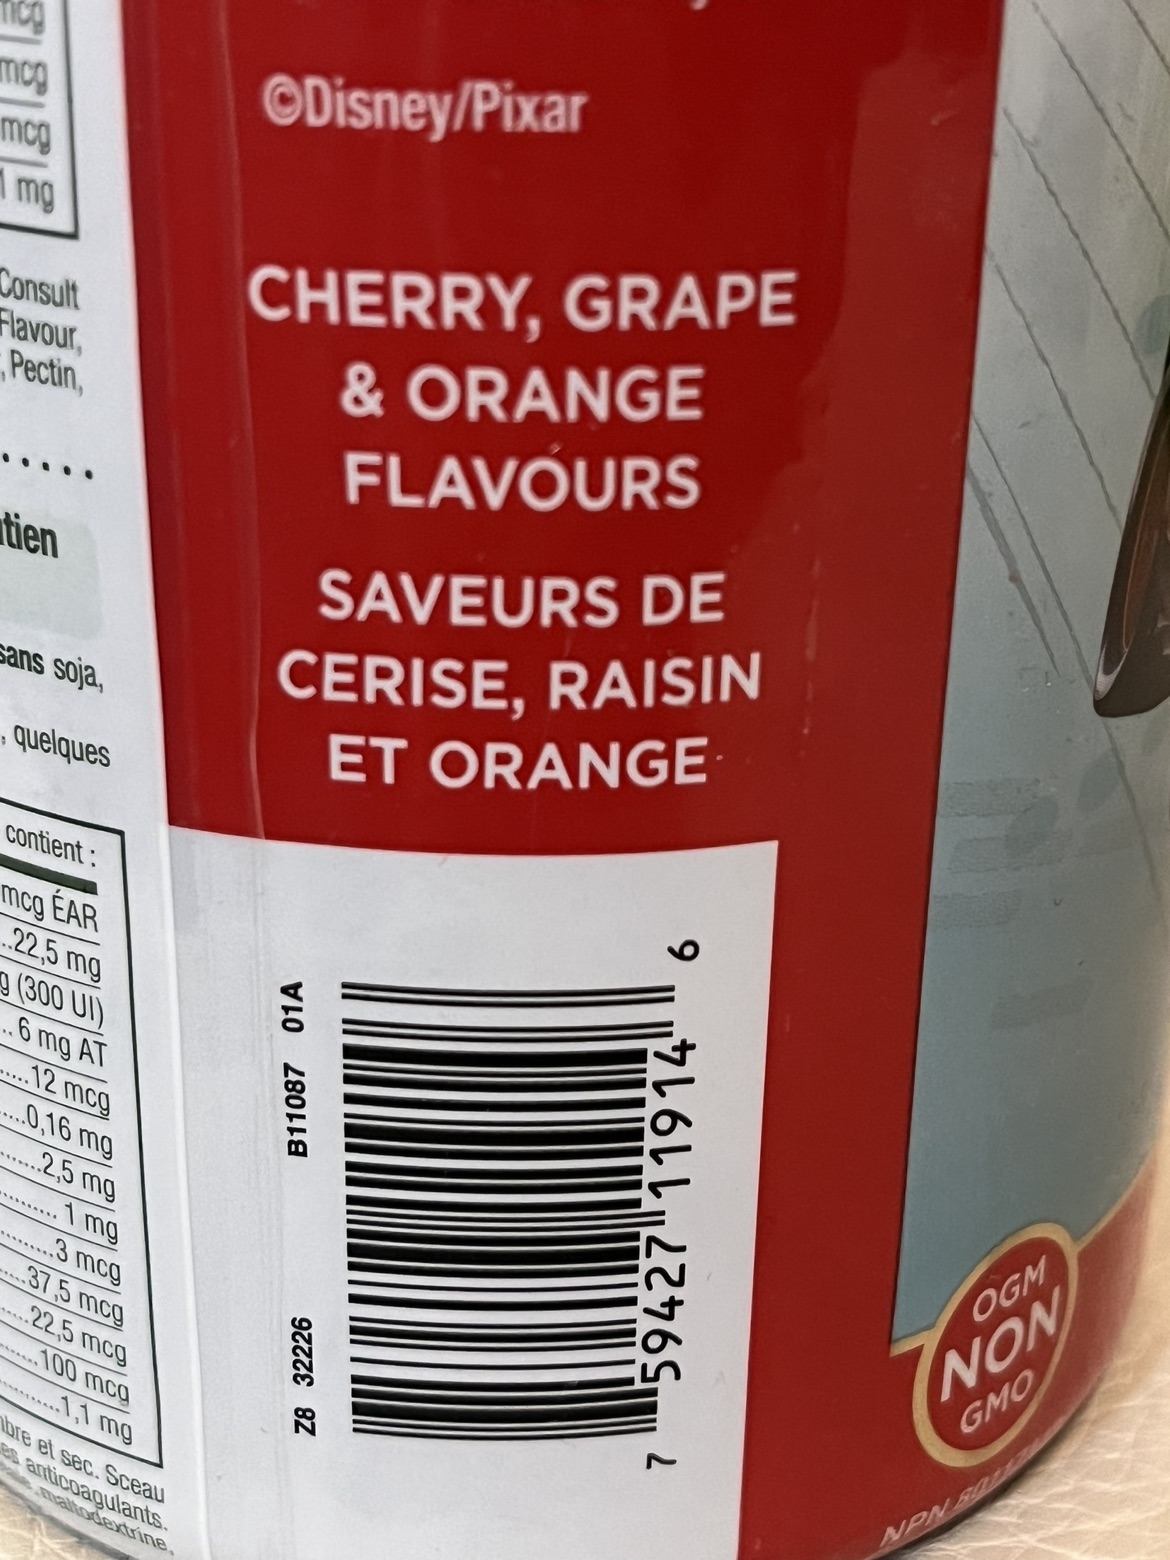 mcg
mcg
mcg
1 mg
Consult
Flavour,
, Pectin,
.....
sans soja,
, quelques
contient :
mcg ÉAR
..22,5 mg
g (300 UI)
.. 6 mg AT
.....12 mcg
....0,16 mg
.......2,5 mg
.......... 1 mg
.........3 mcg
.....37,5 mcg
.....22,5 mcg
......100 mcg
..........1,1 mg
et sec. Sceau
anticoagulants.
maltodextrine,
©Disney/Pixar
CHERRY, GRAPE
& ORANGE
FLAVOURS
SAVEURS DE
CERISE, RAISIN
ET ORANGE
Z8 32226 B11087 01A
7 59427 11914 6
OGM
NON
GMO
NPN